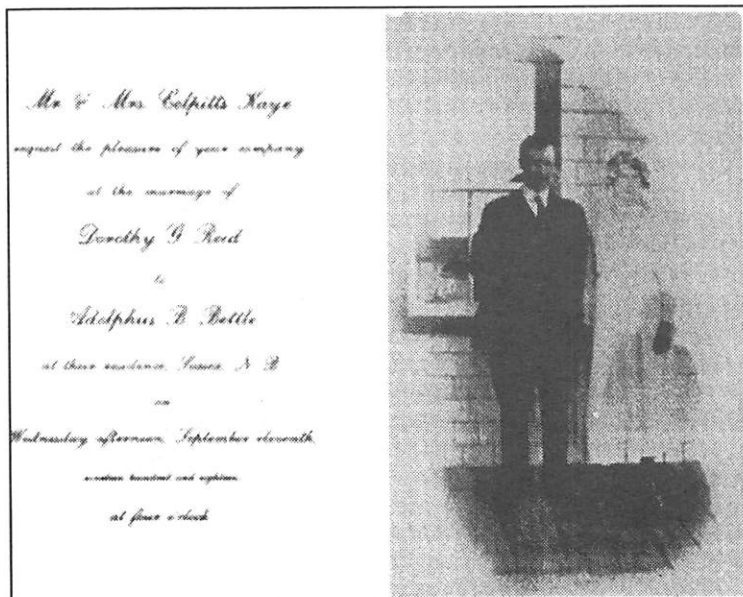 Mr & Mrs Colpitts Kaye
request the pleasure of your company
at the marriage of
Dorothy G Reid
to
Adolphus B Bettle
at their residence, Sussex, N B
on
Wednesday afternoon, September eleventh,
nineteen hundred and eighteen
at four o'clock